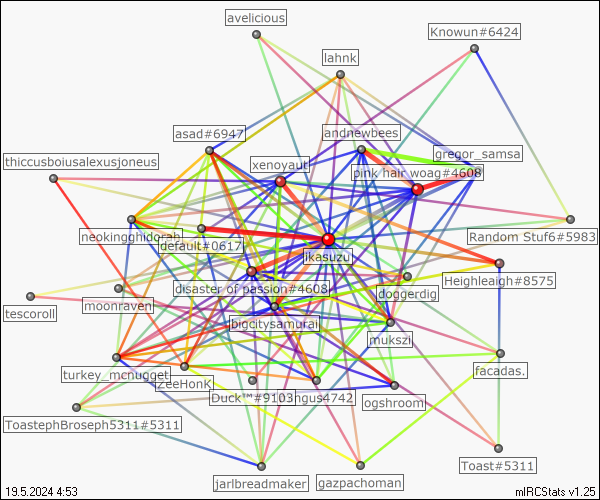 avelicious
Knowun#6424
lahnk
asad#6947
andnewbees
gregor_samsa
thiccusboiusalexusjoneus
xenoyaut
pink hair woag#4608
neokingghidorah
default#0617
Random Stuf6#5983
ikasuzu
disaster of passion#4608
doggerdig
Heighleaigh#8575
tescoroll
moonraven
bigcitysamurai
mukszi
turkey_mcnugget
ZeeHonK
facadas.
Duck™#9103
ngus4742
ogshroom
ToastephBroseph5311#5311
Toast#5311
jarlbreadmaker
gazpachoman
19.5.2024 4:53
mIRCStats v1.25